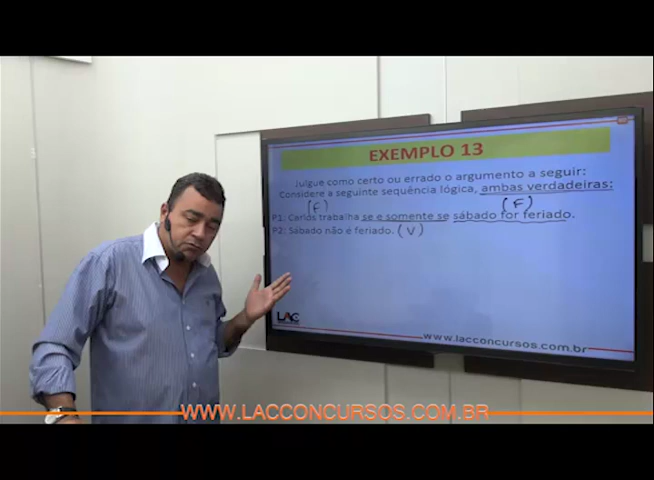 EXEMPLO 13
Julgue como certo ou errado o argumento a seguir:
Considere a seguinte sequência lógica, ambas verdadeiras:
(F) (F)
P1: Carlos trabalha se e somente se sábado for feriado.
P2: Sábado não é feriado. (V)
LAC
www.lacconcursos.com.br
WWW.LACCONCURSOS.COM.BR